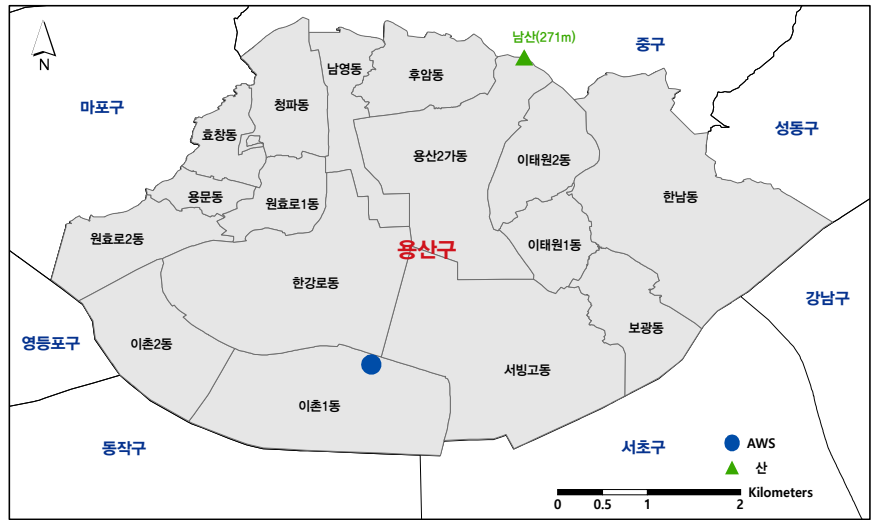 남산(271m)
중구
N
남영동
후암동
마포구
청파동
성동구
효창동
용산2가동
이태원2동
용문동
원효로1동
한남동
원효로2동
용산구
이태원1동
한강로동
강남구
보광동
영등포구
이촌2동
서빙고동
이촌1동
동작구
서초구
AWS
산
Kilometers
0 0.5 1 2